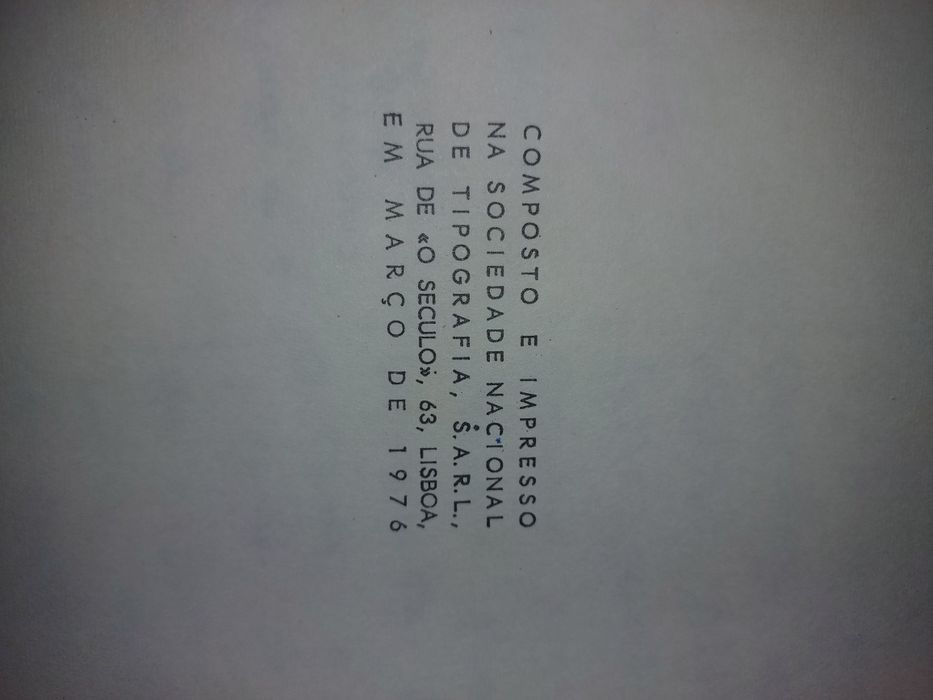 COMPOSTO E IMPRESSO
NA SOCIEDADE NACIONAL
DE TIPOGRAFIA, S.A.R.L.,
RUA DE «O SECULO», 63, LISBOA,
EM MARÇO DE 1976